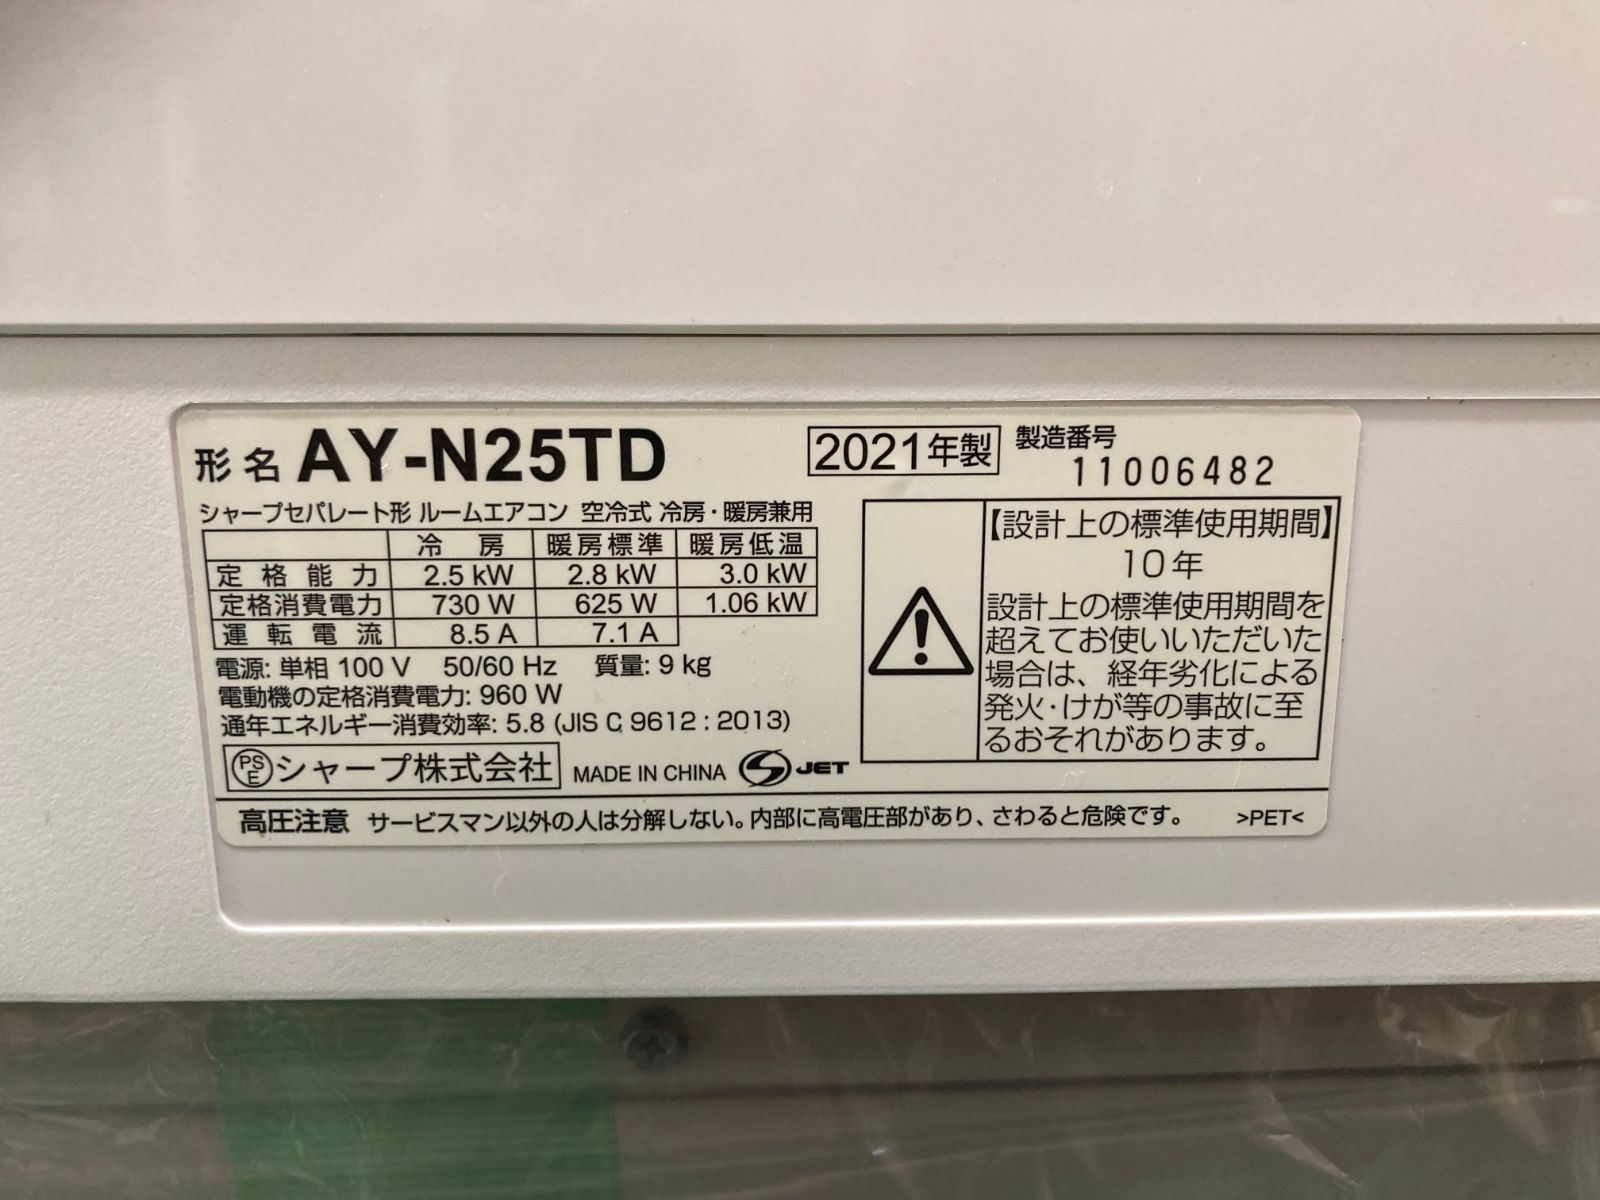 形名 AY-N25TD 2021年製 製造番号 11006482
シャープセパレート形 ルームエアコン 空冷式 冷房・暖房兼用
冷房 暖房標準 暖房低温
定格能力 2.5 kW 2.8 kW 3.0 kW
定格消費電力 730 W 625 W 1.06 kW
運転電流 8.5 A 7.1 A
電源: 単相 100 V 50/60 Hz 質量: 9 kg
電動機の定格消費電力: 960 W
通年エネルギー消費効率: 5.8 (JIS C 9612 : 2013)
PSE シャープ株式会社 MADE IN CHINA S JET
【設計上の標準使用期間】
10年
設計上の標準使用期間を
超えてお使いいただいた
場合は、経年劣化による
発火・けが等の事故に至
るおそれがあります。
高圧注意 サービスマン以外の人は分解しない。内部に高電圧部があり、さわると危険です。 >PET<